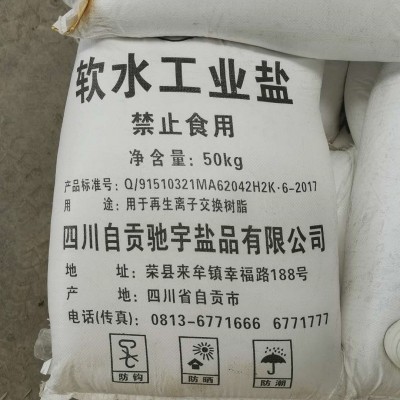 软水工业盐
禁止食用
净含量: 50kg
产品标准号: Q/91510321MA62042H2K·6-2017
用 途: 用于再生离子交换树脂
四川自贡驰宇盐品有限公司
地 址: 荣县来牟镇幸福路188号
产 地: 四川省自贡市
电话(传真): 0813-6771666 6771777
防钩 防晒 防潮